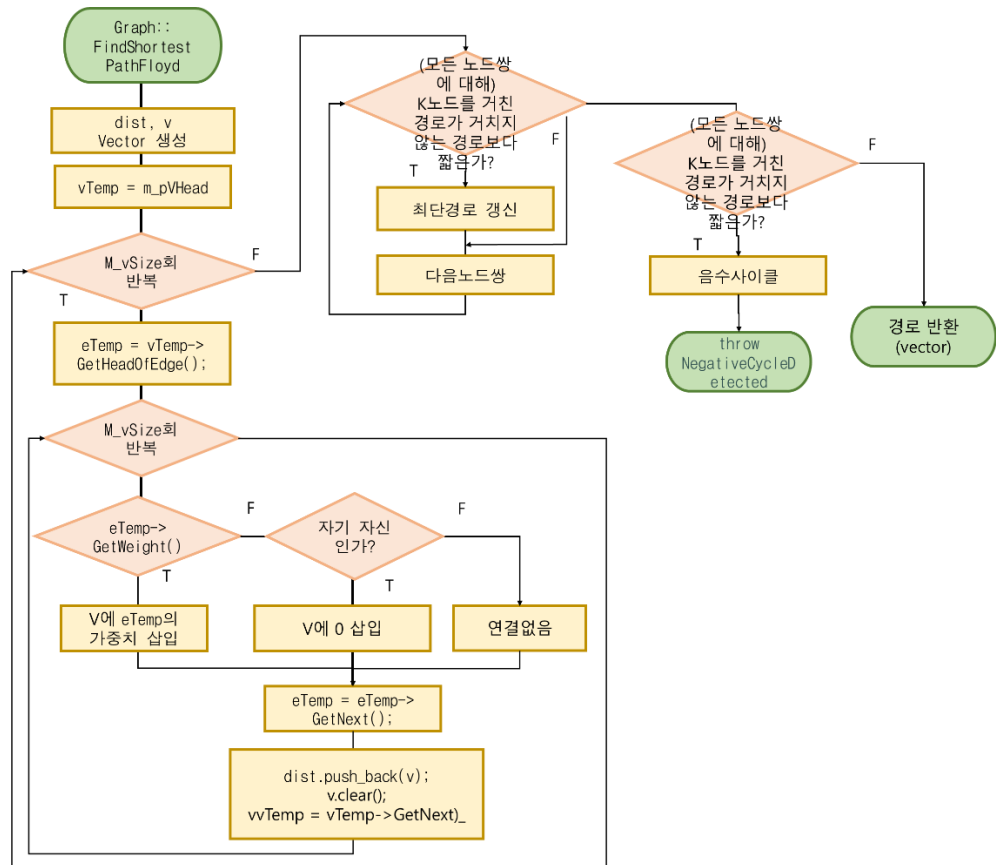 Graph::
FindShortest
PathFloyd
dist, v
Vector 생성
vTemp = m_pVHead
M_vSize회
반복
F
T
eTemp = vTemp->
GetHeadOfEdge();
M_vSize회
반복
eTemp->
GetWeight()
F
T
자기 자신
인가?
F
T
V에 eTemp의
가중치 삽입
V에 0 삽입
연결없음
eTemp = eTemp->
GetNext();
dist.push_back(v);
v.clear();
vvTemp = vTemp->GetNext)_
(모든 노드쌍
에 대해)
K노드를 거친
경로가 거치지
않는 경로보다
짧은가?
F
T
최단경로 갱신
다음노드쌍
(모든 노드쌍
에 대해)
K노드를 거친
경로가 거치지
않는 경로보다
짧은가?
F
T
음수사이클
throw
NegativeCycleD
etected
경로 반환
(vector)